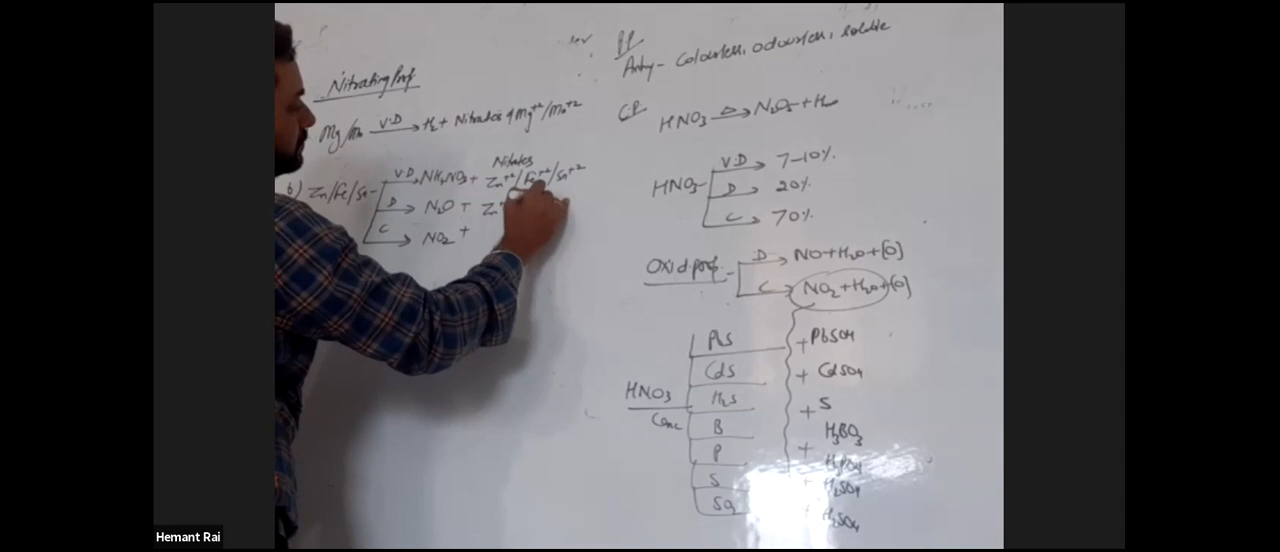 Nitrating Prop
Mg/Mn V.D → H2 + Nitrates of Mg+2/Mn+2
Nitrates
b) Zn/Fe/Sn V.D → NH4NO3 + Zn+2/Fe+2/Sn+2
D → N2O + Zn
C → NO2 +
PP
Colourless, odourless, soluble
CP HNO3 Δ → N2O5 + H2O
HNO3 V.D → 7-10%
D → 20%
C → 70%
Oxid.prop. D → NO+H2O+[O]
C → NO2+H2O+[O]
HNO3
Conc
PbS + PbSO4
CdS + CdSO4
H2S + S
B + H3BO3
P + H3PO4
S + H2SO4
SO2 + H2SO4
Hemant Rai